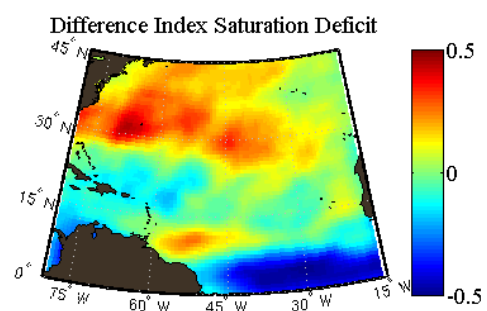 Difference Index Saturation Deficit
45° N
30° N
15° N
0°
75° W
60° W
45° W
30° W
15° W
0.5
0
-0.5